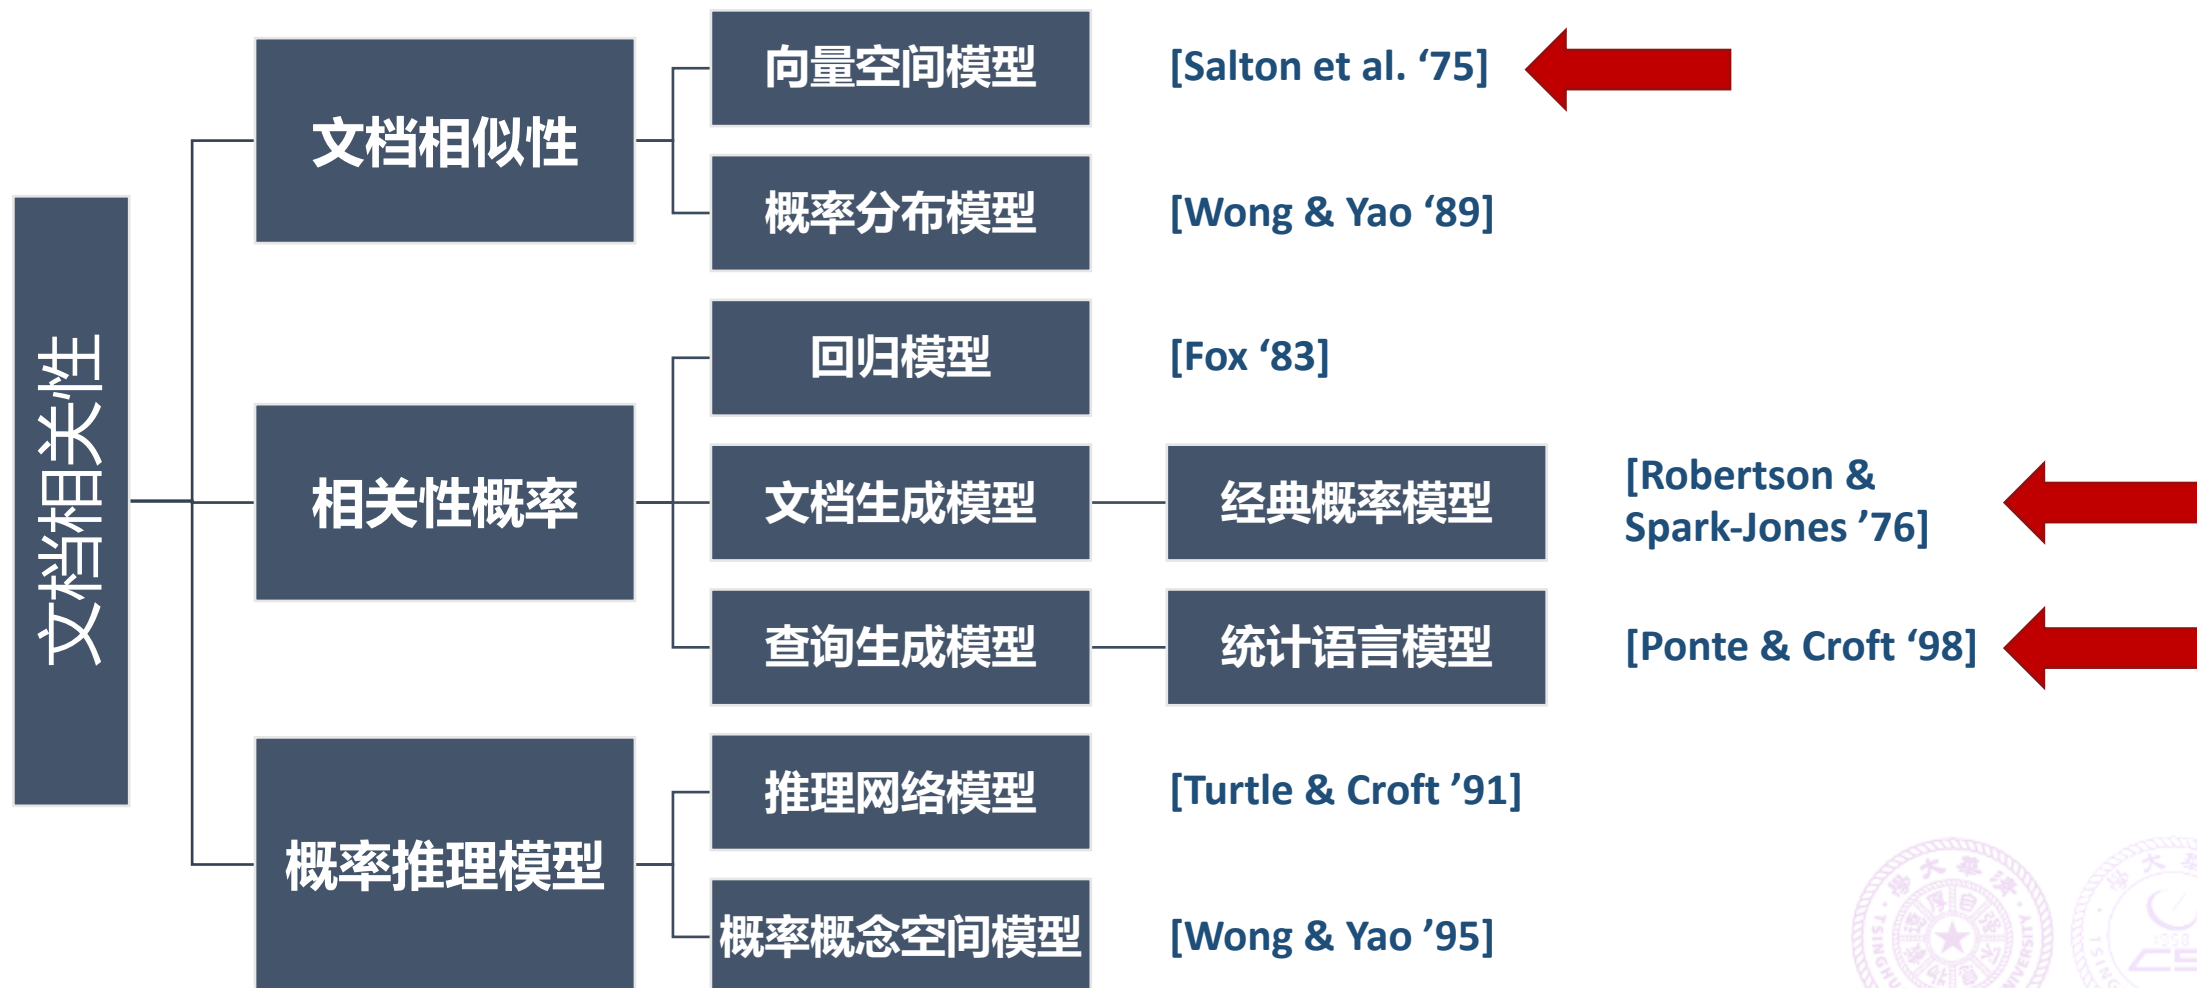 文档相关性
文档相似性
向量空间模型
[Salton et al. ‘75]
概率分布模型
[Wong & Yao ‘89]
相关性概率
回归模型
[Fox ‘83]
文档生成模型
经典概率模型
[Robertson &
Spark-Jones ’76]
查询生成模型
统计语言模型
[Ponte & Croft ‘98]
概率推理模型
推理网络模型
[Turtle & Croft ’91]
概率概念空间模型
[Wong & Yao ’95]